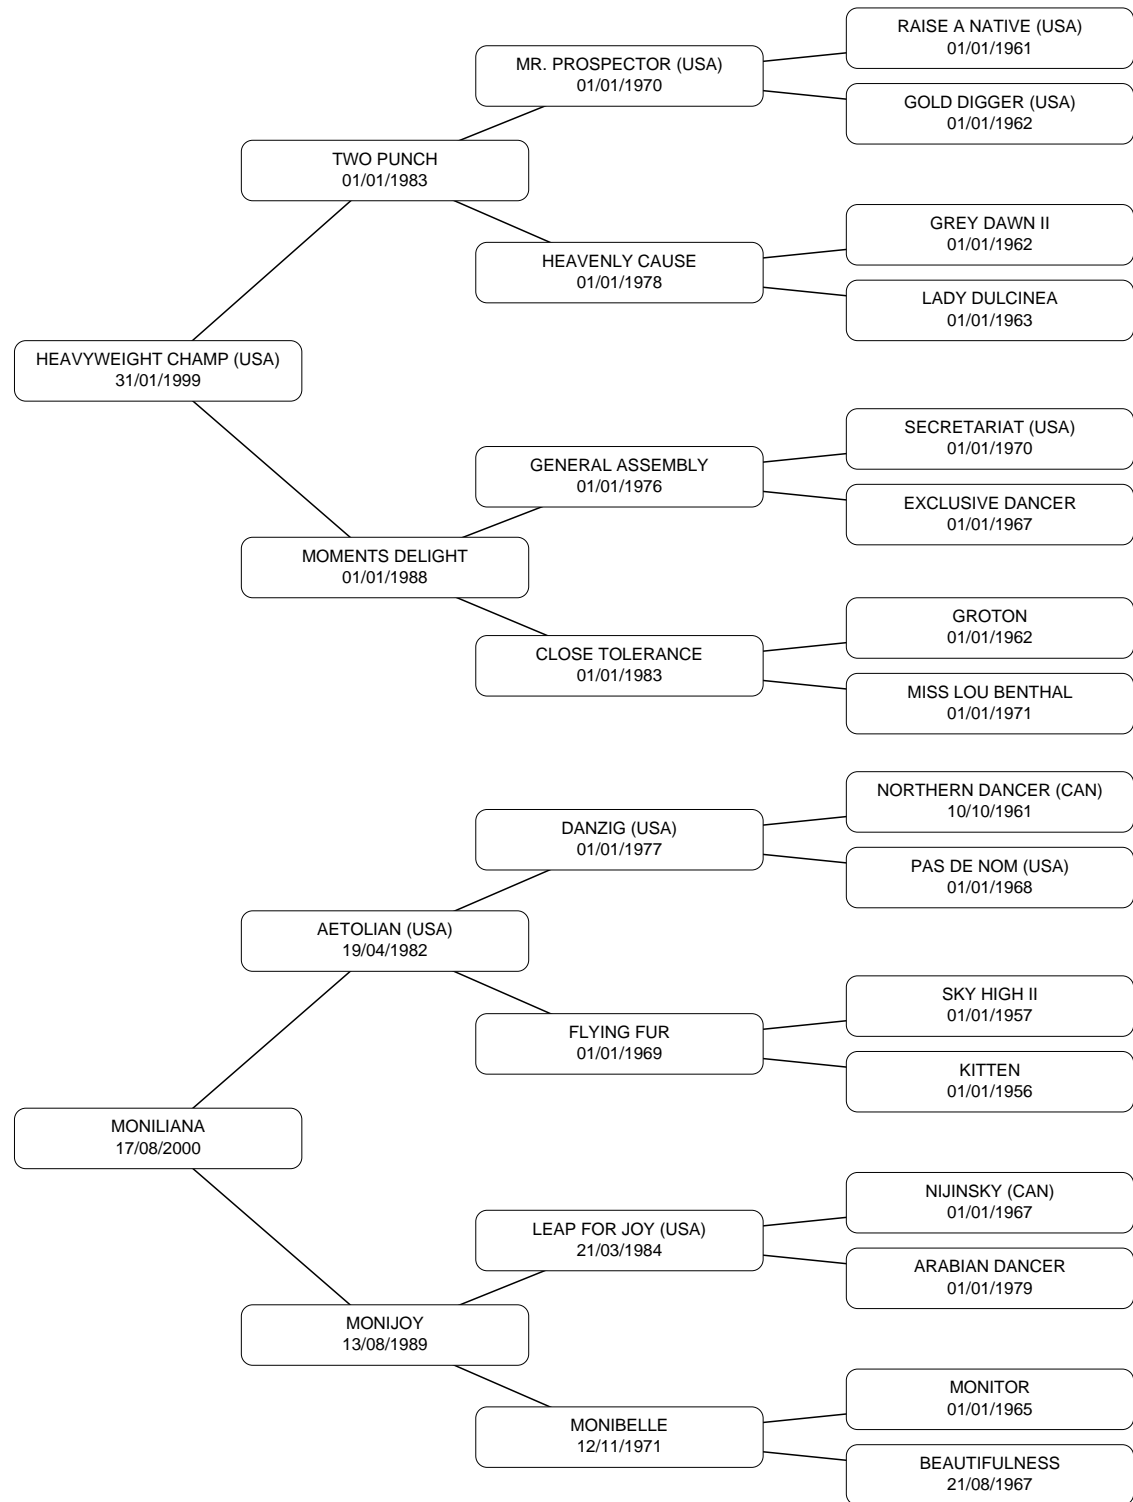 RAISE A NATIVE (USA)
01/01/1961
MR. PROSPECTOR (USA)
01/01/1970
GOLD DIGGER (USA)
01/01/1962
TWO PUNCH
01/01/1983
GREY DAWN II
01/01/1962
HEAVENLY CAUSE
01/01/1978
LADY DULCINEA
01/01/1963
HEAVYWEIGHT CHAMP (USA)
31/01/1999
SECRETARIAT (USA)
01/01/1970
GENERAL ASSEMBLY
01/01/1976
EXCLUSIVE DANCER
01/01/1967
MOMENTS DELIGHT
01/01/1988
GROTON
01/01/1962
CLOSE TOLERANCE
01/01/1983
MISS LOU BENTHAL
01/01/1971
NORTHERN DANCER (CAN)
10/10/1961
DANZIG (USA)
01/01/1977
PAS DE NOM (USA)
01/01/1968
AETOLIAN (USA)
19/04/1982
SKY HIGH II
01/01/1957
FLYING FUR
01/01/1969
KITTEN
01/01/1956
MONILIANA
17/08/2000
NIJINSKY (CAN)
01/01/1967
LEAP FOR JOY (USA)
21/03/1984
ARABIAN DANCER
01/01/1979
MONIJOY
13/08/1989
MONITOR
01/01/1965
MONIBELLE
12/11/1971
BEAUTIFULNESS
21/08/1967